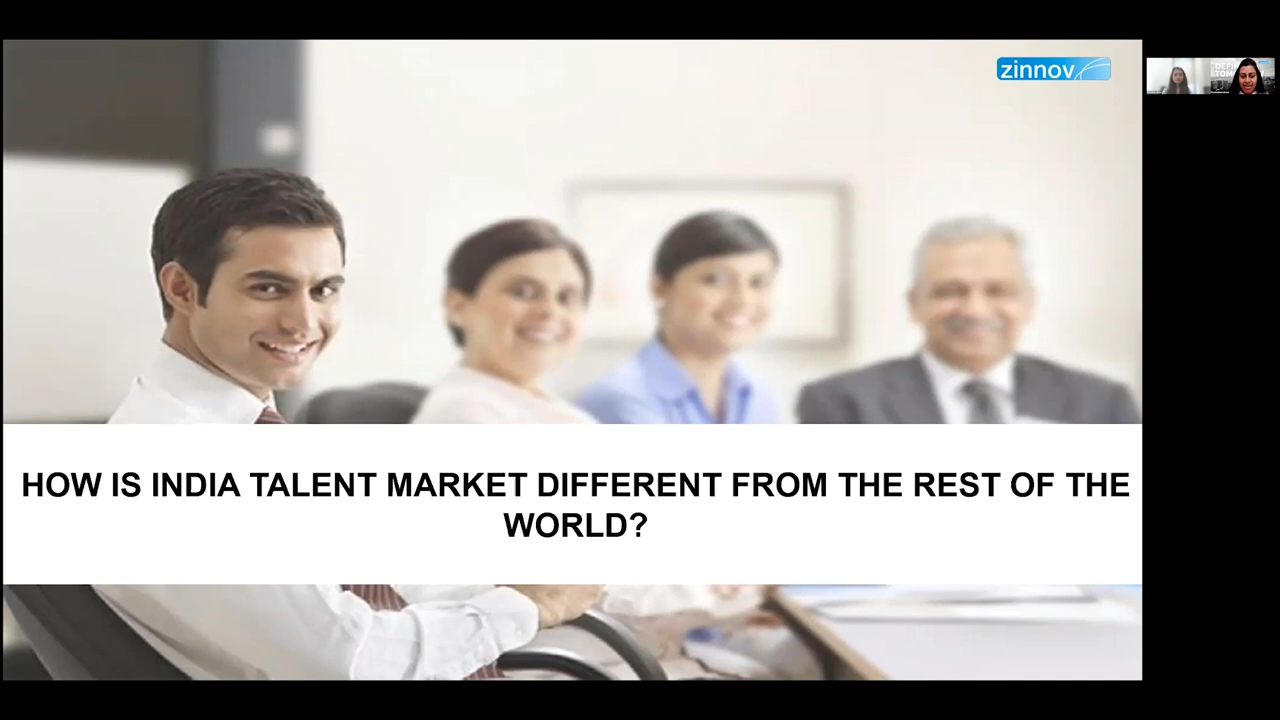 zinnov
HOW IS INDIA TALENT MARKET DIFFERENT FROM THE REST OF THE
WORLD?